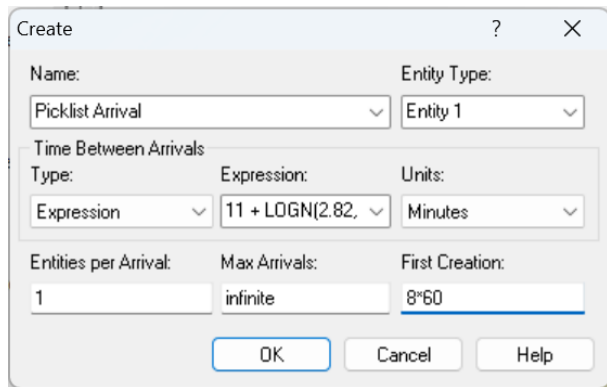 Create ?
Name: Entity Type:
Picklist Arrival Entity 1
Time Between Arrivals
Type: Expression: Units:
Expression 11 + LOGN(2.82, Minutes
Entities per Arrival: Max Arrivals: First Creation:
1 infinite 8*60
OK Cancel Help